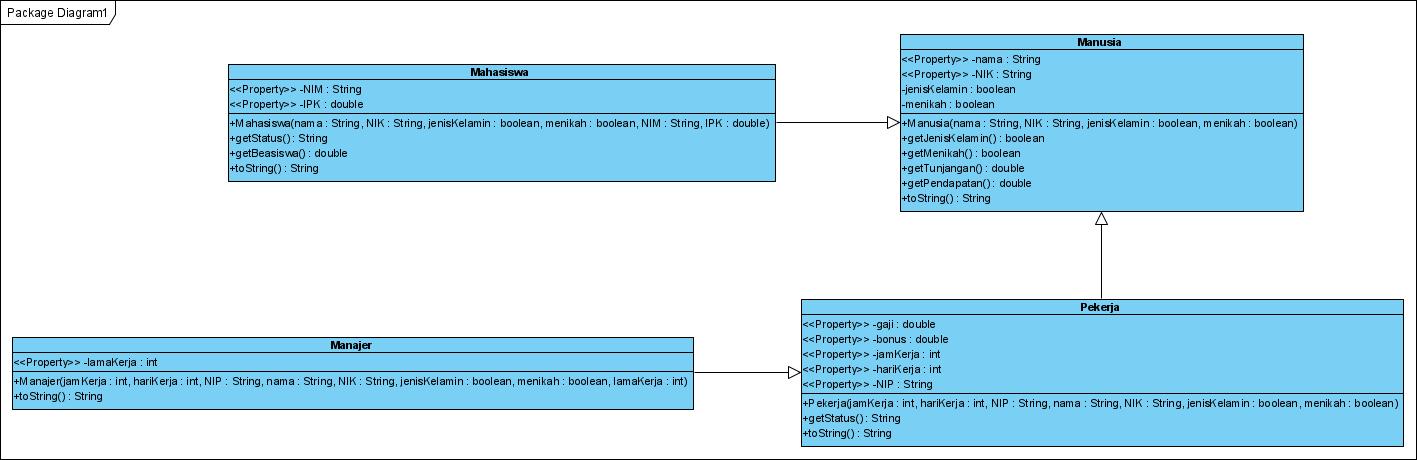 Package Diagram1
Mahasiswa
<<Property>> -NIM : String
<<Property>> -IPK : double
+Mahasiswa(nama : String, NIK : String, jenisKelamin : boolean, menikah : boolean, NIM : String, IPK : double)
+getStatus() : String
+getBeasiswa() : double
+toString() : String
Manusia
<<Property>> -nama : String
<<Property>> -NIK : String
-jenisKelamin : boolean
-menikah : boolean
+Manusia(nama : String, NIK : String, jenisKelamin : boolean, menikah : boolean)
+getJenisKelamin() : boolean
+getMenikah() : boolean
+getTunjangan() : double
+getPendapatan() : double
+toString() : String
Manajer
<<Property>> -lamaKerja : int
+Manajer(jamKerja : int, hariKerja : int, NIP : String, nama : String, NIK : String, jenisKelamin : boolean, menikah : boolean, lamaKerja : int)
+toString() : String
Pekerja
<<Property>> -gaji : double
<<Property>> -bonus : double
<<Property>> -jamKerja : int
<<Property>> -hariKerja : int
<<Property>> -NIP : String
+Pekerja(jamKerja : int, hariKerja : int, NIP : String, nama : String, NIK : String, jenisKelamin : boolean, menikah : boolean)
+getStatus() : String
+toString() : String